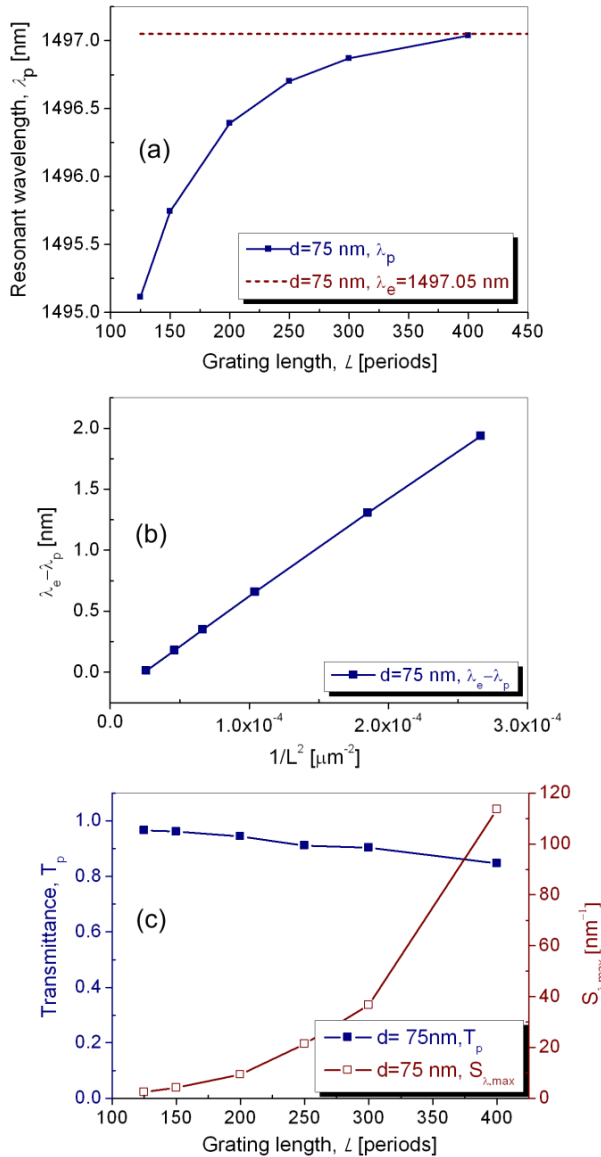 1497.0
1496.5
1496.0
1495.5
1495.0
Resonant wavelength, λp [nm]
(a)
d=75 nm, λp
d=75 nm, λe=1497.05 nm
100 150 200 250 300 350 400 450
Grating length, L [periods]
2.0
1.5
1.0
0.5
0.0
λe−λp [nm]
(b)
d=75 nm, λe−λp
0.0 1.0x10-4 2.0x10-4 3.0x10-4
1/L2 [μm-2]
1.0
0.8
0.6
0.4
0.2
0.0
Transmittance, Tp
(c)
120
100
80
60
40
20
0
Sλ,max [nm-1]
d= 75nm,Tp
d=75 nm, Sλ,max
100 150 200 250 300 350 400
Grating length, L [periods]